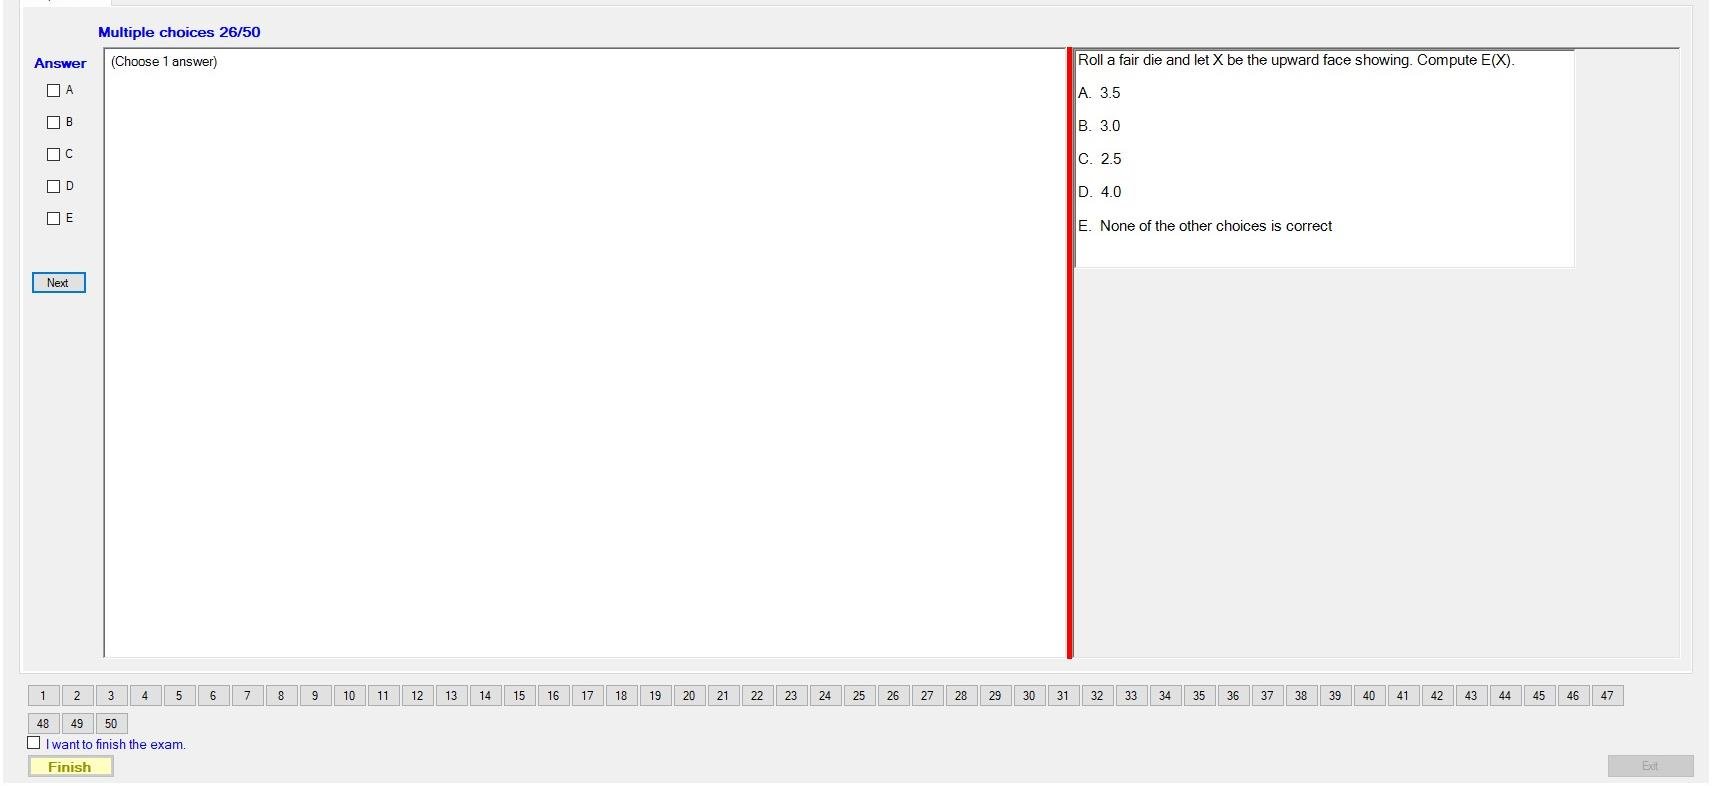 Multiple choices 26/50
Answer
A
B
C
D
E
Next
(Choose 1 answer)
Roll a fair die and let X be the upward face showing. Compute E(X).
A. 3.5
B. 3.0
C. 2.5
D. 4.0
E. None of the other choices is correct
1 2 3 4 5 6 7 8 9 10 11 12 13 14 15 16 17 18 19 20 21 22 23 24 25 26 27 28 29 30 31 32 33 34 35 36 37 38 39 40 41 42 43 44 45 46 47
48 49 50
I want to finish the exam.
Finish
Exit